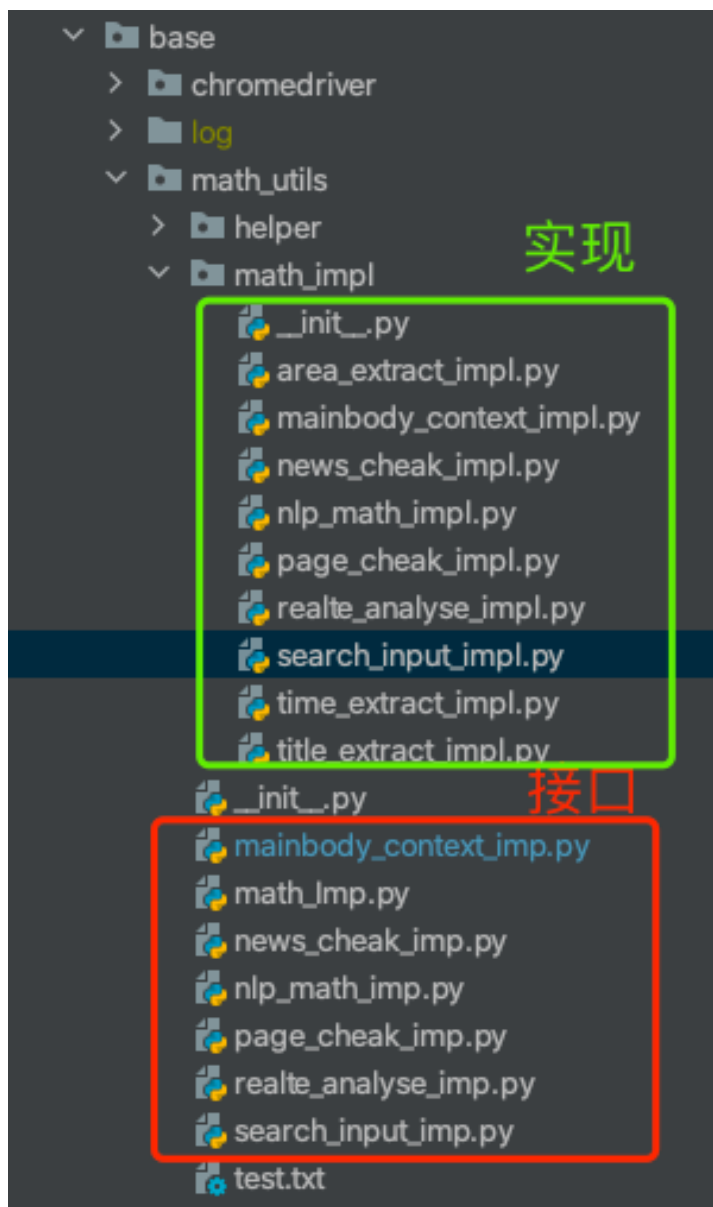 base
chromedriver
log
math_utils
helper
实现
math_impl
__init__.py
area_extract_impl.py
mainbody_context_impl.py
news_cheak_impl.py
nlp_math_impl.py
page_cheak_impl.py
realte_analyse_impl.py
search_input_impl.py
time_extract_impl.py
title_extract_impl.py
接口
__init__.py
mainbody_context_imp.py
math_Imp.py
news_cheak_imp.py
nlp_math_imp.py
page_cheak_imp.py
realte_analyse_imp.py
search_input_imp.py
test.txt